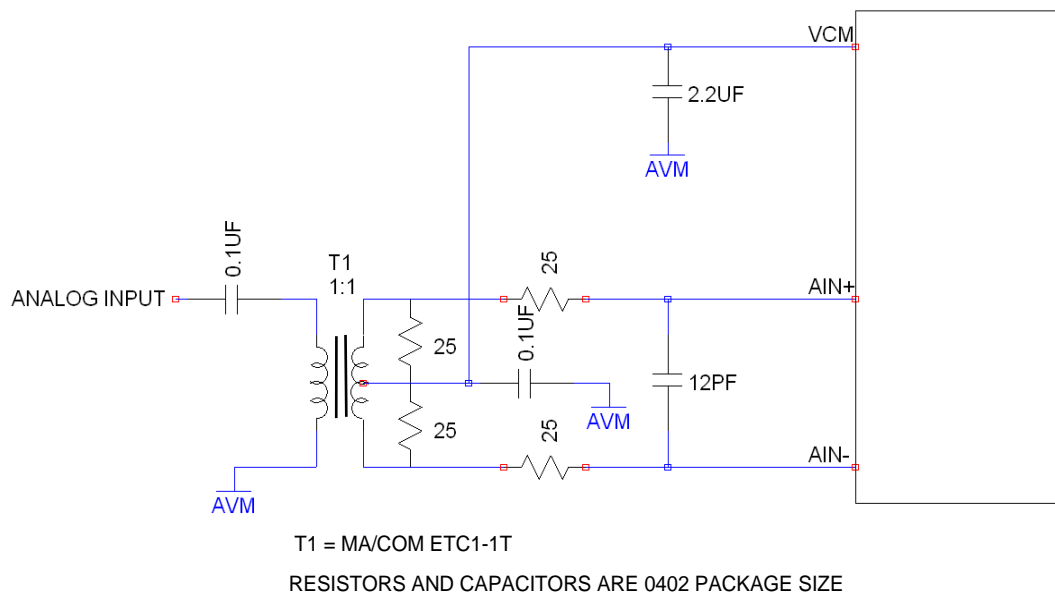 VCM
2.2UF
AVM
0.1UF
T1
1:1
25
ANALOG INPUT
AIN+
25
0.1UF
12PF
25
25
AVM
AIN-
AVM
T1 = MA/COM ETC1-1T
RESISTORS AND CAPACITORS ARE 0402 PACKAGE SIZE